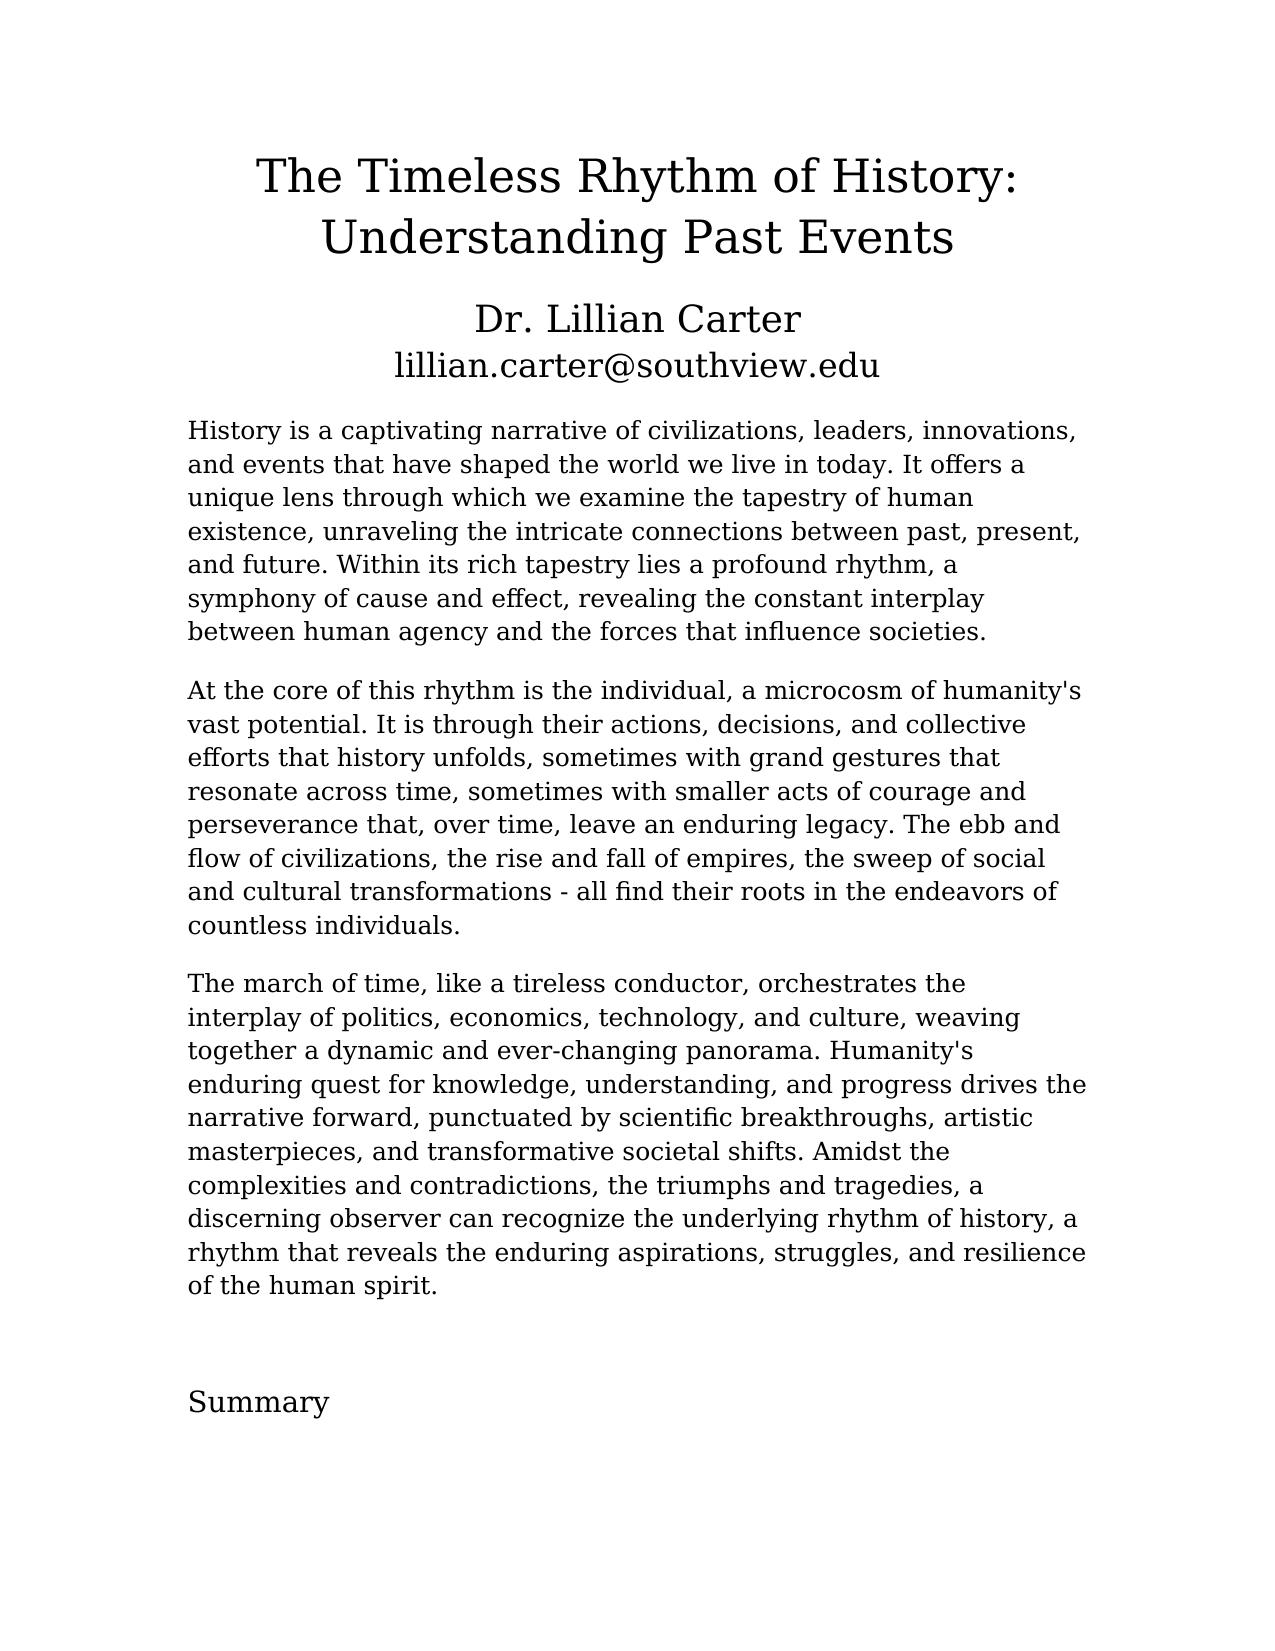 The Timeless Rhythm of History:
Understanding Past Events
Dr. Lillian Carter
lillian.carter@southview.edu
History is a captivating narrative of civilizations, leaders, innovations,
and events that have shaped the world we live in today. It offers a
unique lens through which we examine the tapestry of human
existence, unraveling the intricate connections between past, present,
and future. Within its rich tapestry lies a profound rhythm, a
symphony of cause and effect, revealing the constant interplay
between human agency and the forces that influence societies.
At the core of this rhythm is the individual, a microcosm of humanity's
vast potential. It is through their actions, decisions, and collective
efforts that history unfolds, sometimes with grand gestures that
resonate across time, sometimes with smaller acts of courage and
perseverance that, over time, leave an enduring legacy. The ebb and
flow of civilizations, the rise and fall of empires, the sweep of social
and cultural transformations - all find their roots in the endeavors of
countless individuals.
The march of time, like a tireless conductor, orchestrates the
interplay of politics, economics, technology, and culture, weaving
together a dynamic and ever-changing panorama. Humanity's
enduring quest for knowledge, understanding, and progress drives the
narrative forward, punctuated by scientific breakthroughs, artistic
masterpieces, and transformative societal shifts. Amidst the
complexities and contradictions, the triumphs and tragedies, a
discerning observer can recognize the underlying rhythm of history, a
rhythm that reveals the enduring aspirations, struggles, and resilience
of the human spirit.
Summary